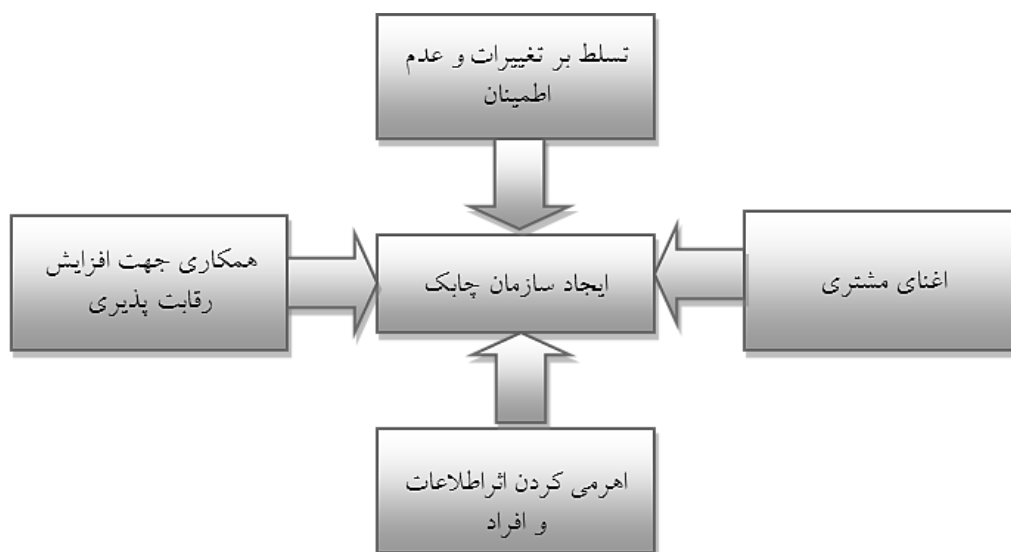 تسلط بر تغییرات و عدم
اطمینان
اغنای مشتری
ایجاد سازمان چابک
همکاری جهت افزایش
رقابت پذیری
اهرمی کردن اثراطلاعات
و افراد